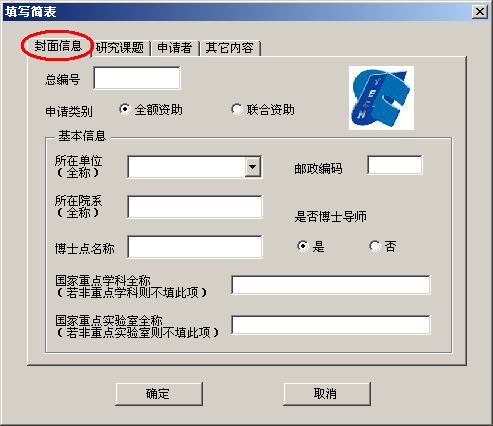 填写简表
封面信息 研究课题 申请者 其它内容
总编号
申请类别 全额资助 联合资助
基本信息
所在单位
（全称）
邮政编码
所在院系
（全称）
是否博士导师
博士点名称
是 否
国家重点学科全称
（若非重点学科则不填此项）
国家重点实验室全称
（若非重点实验室则不填此项）
确定 取消